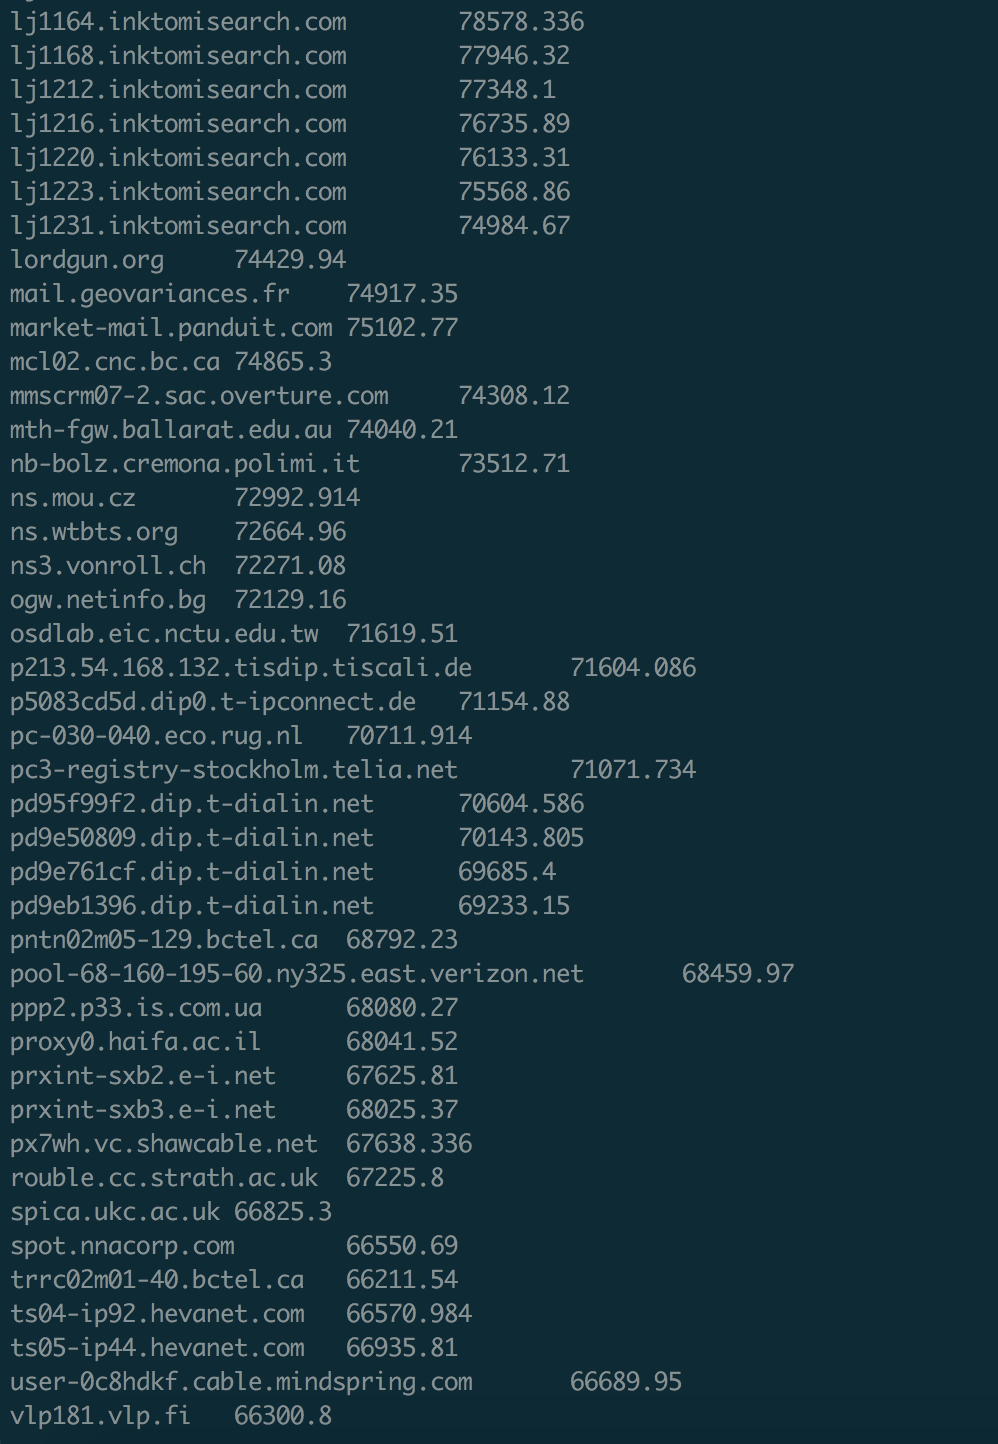 lj1164.inktomisearch.com	78578.336
lj1168.inktomisearch.com	77946.32
lj1212.inktomisearch.com	77348.1
lj1216.inktomisearch.com	76735.89
lj1220.inktomisearch.com	76133.31
lj1223.inktomisearch.com	75568.86
lj1231.inktomisearch.com	74984.67
lordgun.org	74429.94
mail.geovariances.fr	74917.35
market-mail.panduit.com	75102.77
mcl02.cnc.bc.ca	74865.3
mmscrm07-2.sac.overture.com	74308.12
mth-fgw.ballarat.edu.au	74040.21
nb-bolz.cremona.polimi.it	73512.71
ns.mou.cz	72992.914
ns.wtbts.org	72664.96
ns3.vonroll.ch	72271.08
ogw.netinfo.bg	72129.16
osdlab.eic.nctu.edu.tw	71619.51
p213.54.168.132.tisdip.tiscali.de	71604.086
p5083cd5d.dip0.t-ipconnect.de	71154.88
pc-030-040.eco.rug.nl	70711.914
pc3-registry-stockholm.telia.net	71071.734
pd95f99f2.dip.t-dialin.net	70604.586
pd9e50809.dip.t-dialin.net	70143.805
pd9e761cf.dip.t-dialin.net	69685.4
pd9eb1396.dip.t-dialin.net	69233.15
pntn02m05-129.bctel.ca	68792.23
pool-68-160-195-60.ny325.east.verizon.net	68459.97
ppp2.p33.is.com.ua	68080.27
proxy0.haifa.ac.il	68041.52
prxint-sxb2.e-i.net	67625.81
prxint-sxb3.e-i.net	68025.37
px7wh.vc.shawcable.net	67638.336
rouble.cc.strath.ac.uk	67225.8
spica.ukc.ac.uk	66825.3
spot.nnacorp.com	66550.69
trrc02m01-40.bctel.ca	66211.54
ts04-ip92.hevanet.com	66570.984
ts05-ip44.hevanet.com	66935.81
user-0c8hdkf.cable.mindspring.com	66689.95
vlp181.vlp.fi	66300.8